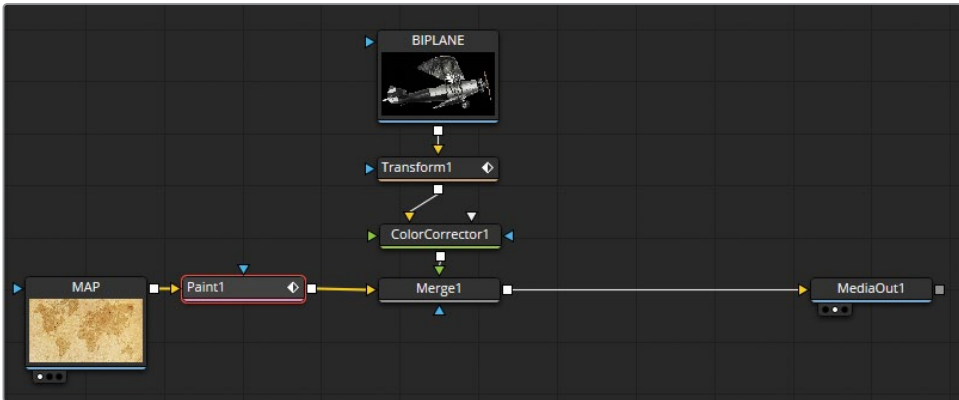 BIPLANE
Transform1
ColorCorrector1
MAP
Paint1
Merge1
MediaOut1